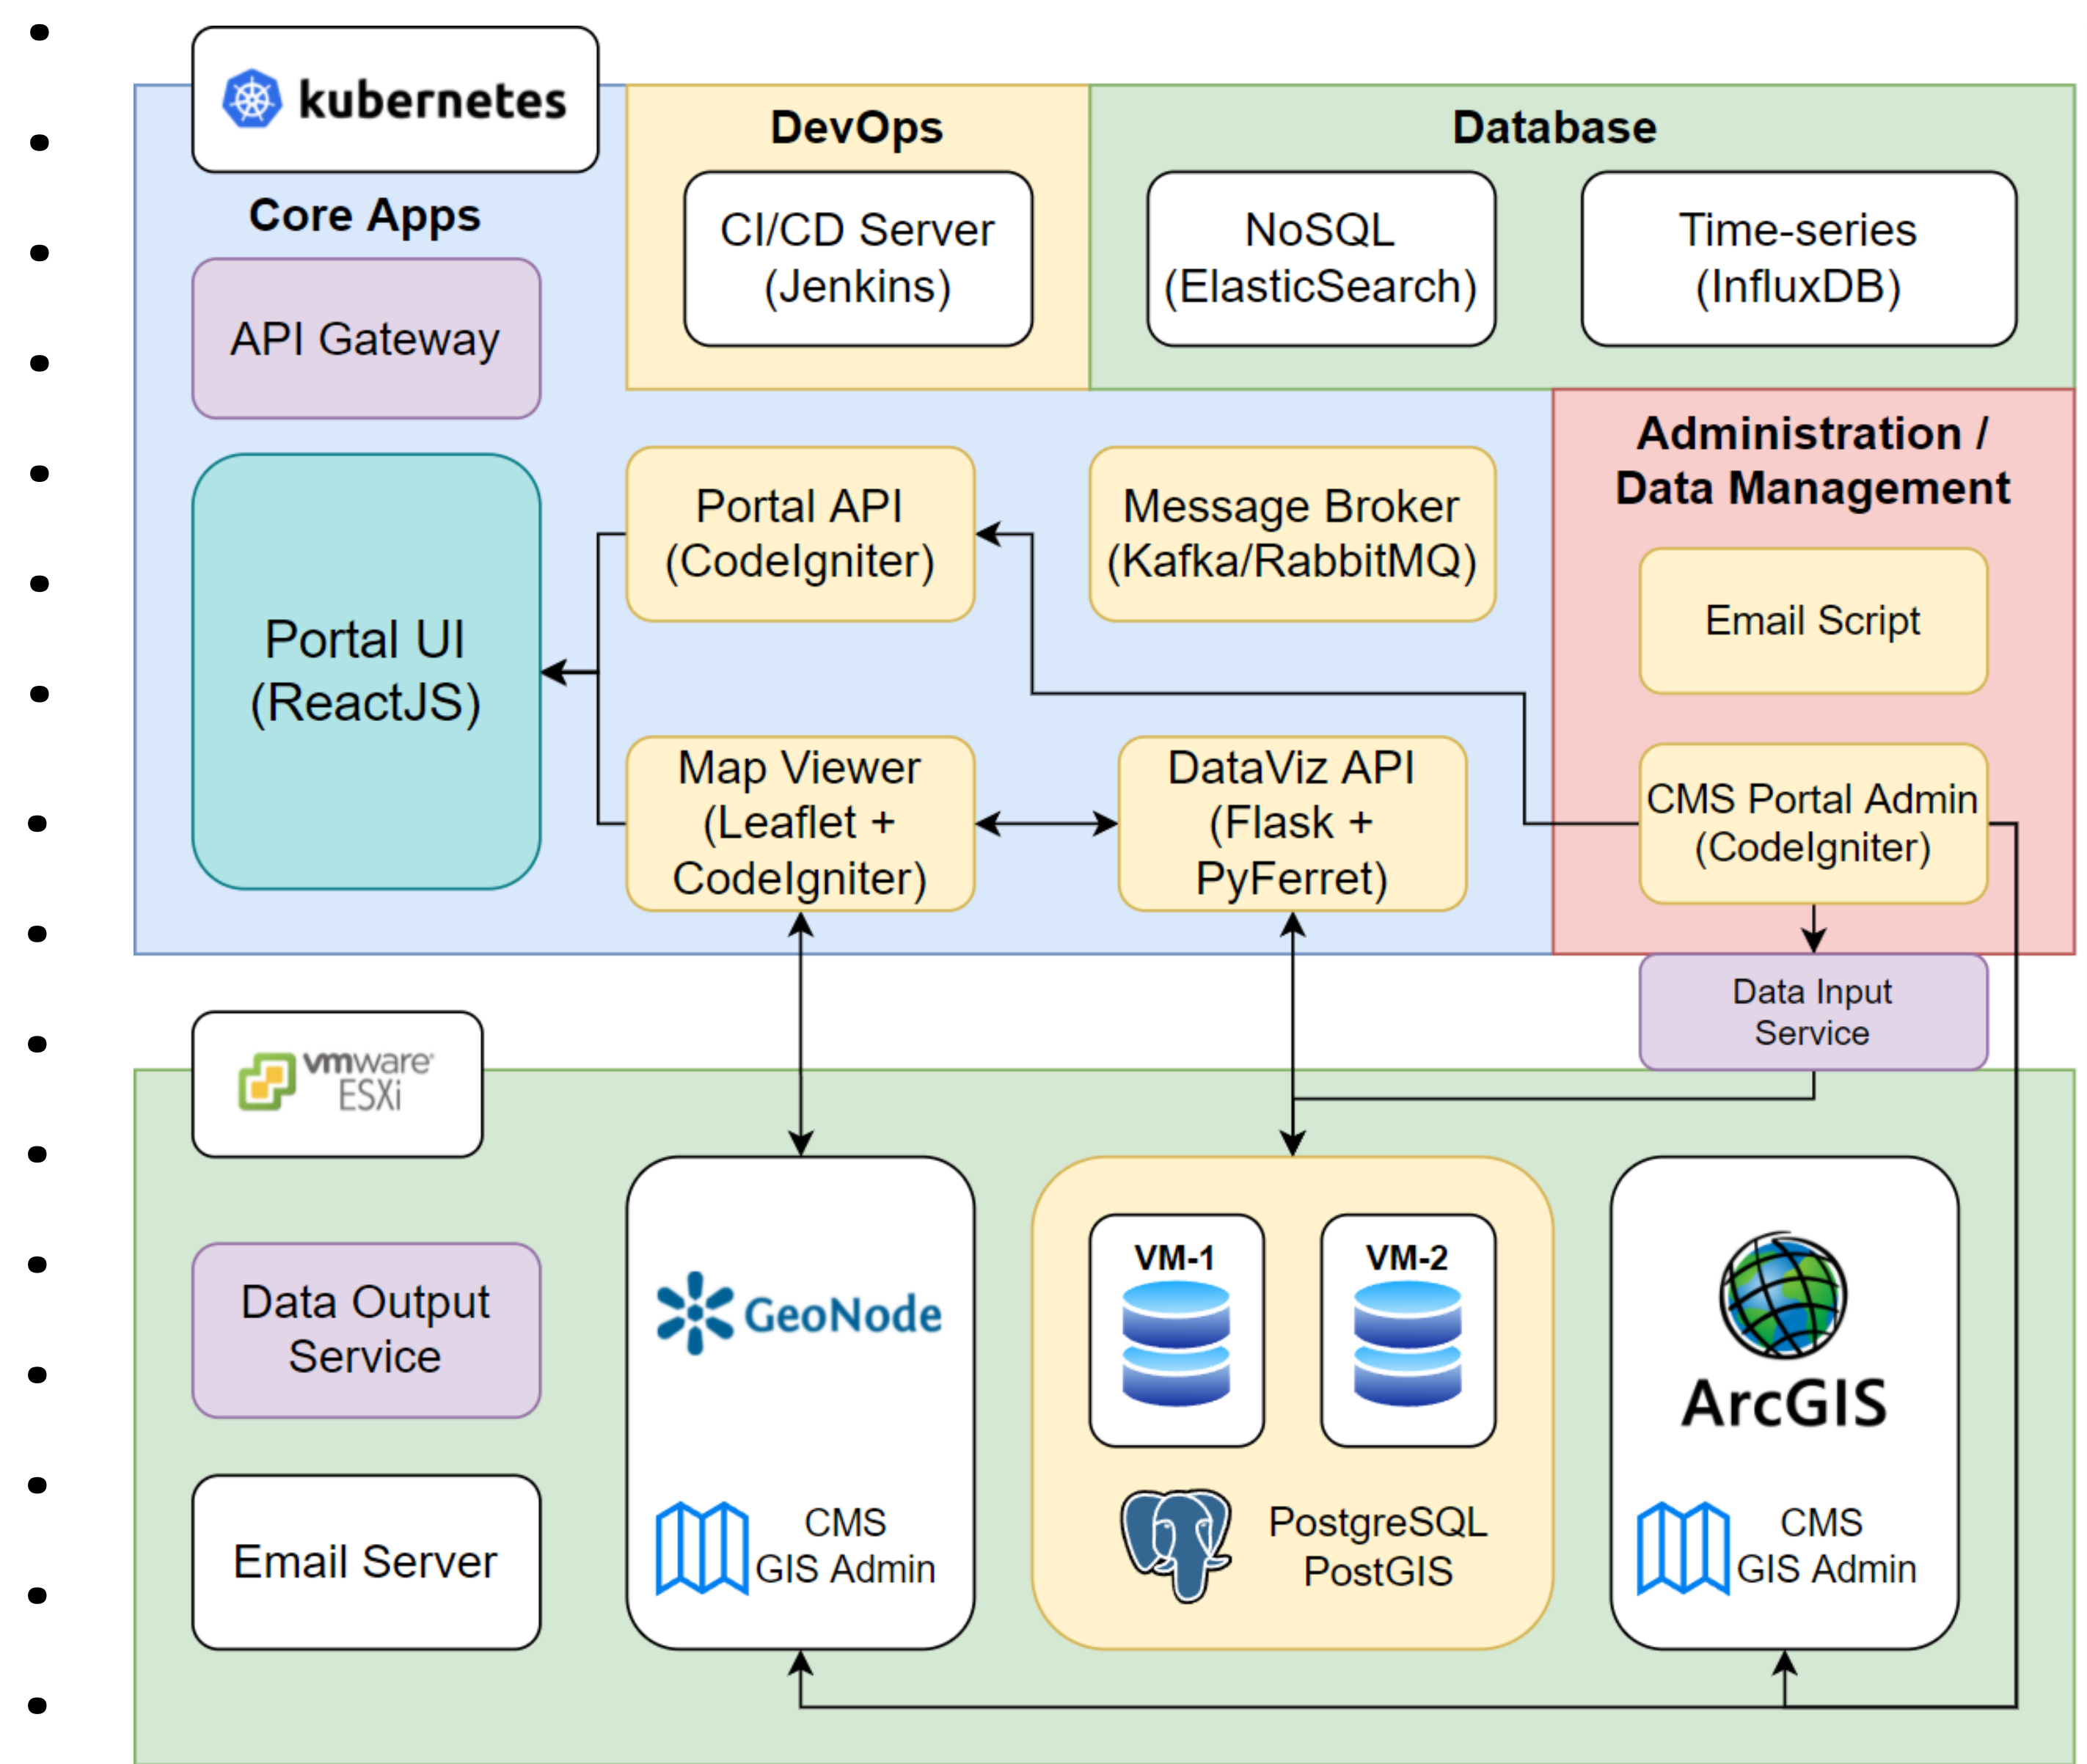 kubernetes
DevOps
Database
Core Apps
CI/CD Server
(Jenkins)
NoSQL
(ElasticSearch)
Time-series
(InfluxDB)
API Gateway
Administration /
Data Management
Portal API
(CodeIgniter)
Message Broker
(Kafka/RabbitMQ)
Email Script
Portal UI
(ReactJS)
Map Viewer
(Leaflet +
CodeIgniter)
DataViz API
(Flask +
PyFerret)
CMS Portal Admin
(CodeIgniter)
Data Input
Service
vmware
ESXi
Data Output
Service
Email Server
GeoNode
CMS
GIS Admin
VM-1
VM-2
PostgreSQL
PostGIS
ArcGIS
CMS
GIS Admin